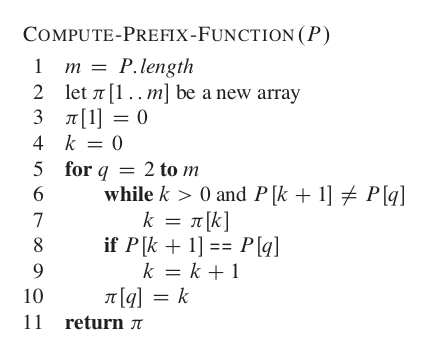 COMPUTE-PREFIX-FUNCTION(P)
1 m = P.length
2 let π[1..m] be a new array
3 π[1] = 0
4 k = 0
5 for q = 2 to m
6 while k > 0 and P[k + 1] ≠ P[q]
7 k = π[k]
8 if P[k + 1] == P[q]
9 k = k + 1
10 π[q] = k
11 return π